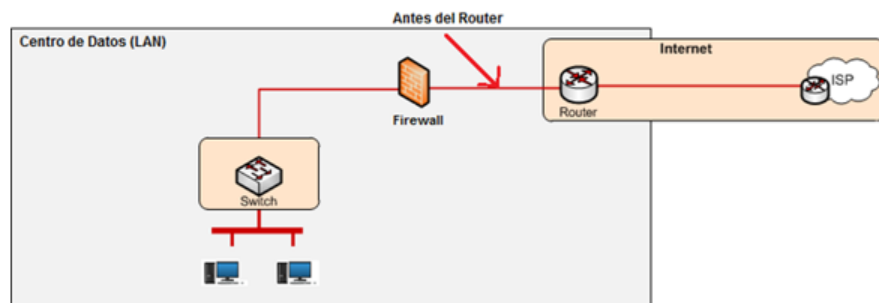 Antes del Router
Centro de Datos (LAN)
Internet
ISP
Router
Firewall
Switch